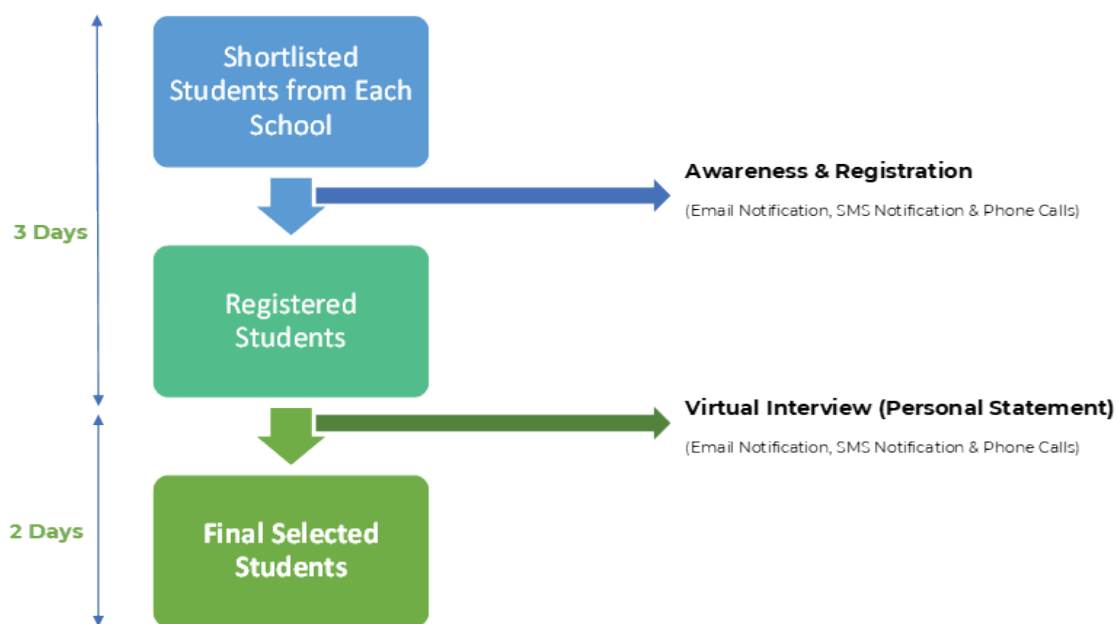 Shortlisted
Students from Each
School
Awareness & Registration
(Email Notification, SMS Notification & Phone Calls)
3 Days
Registered
Students
Virtual Interview (Personal Statement)
(Email Notification, SMS Notification & Phone Calls)
2 Days
Final Selected
Students